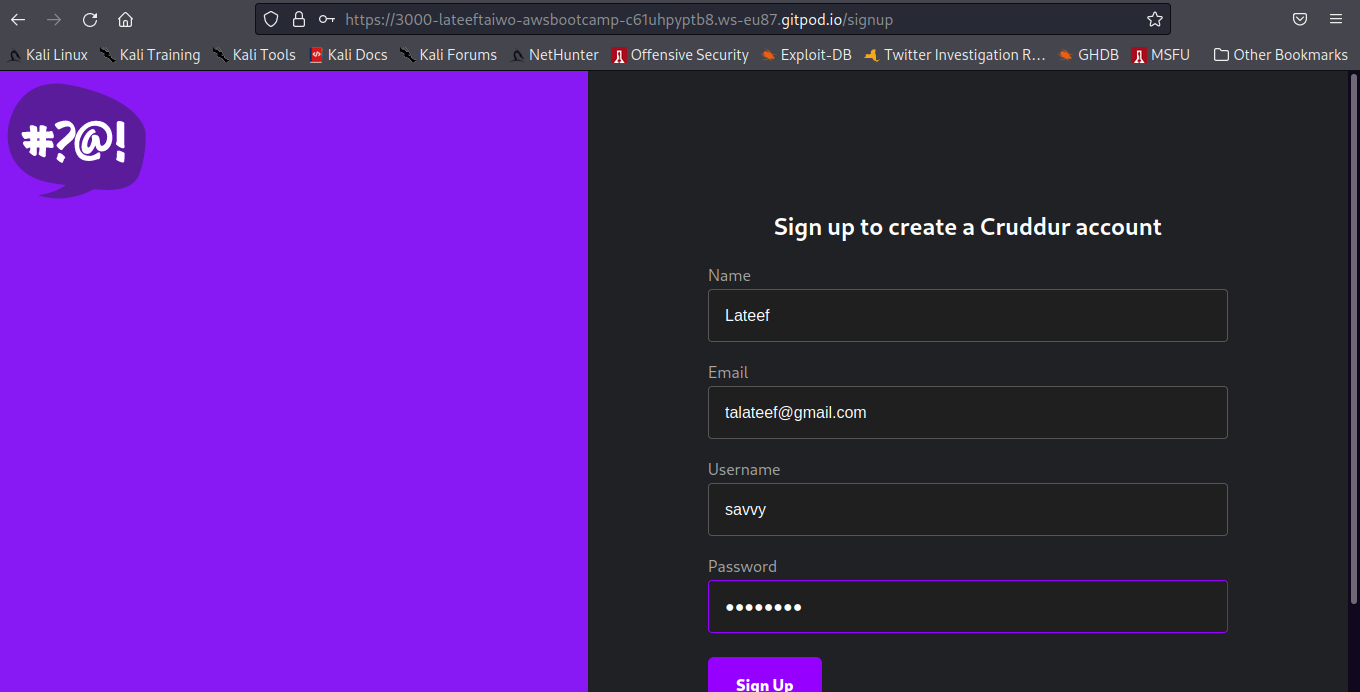 https://3000-lateeftaiwo-awsbootcamp-c61uhpyptb8.ws-eu87.gitpod.io/signup
Kali Linux Kali Training Kali Tools Kali Docs Kali Forums NetHunter Offensive Security Exploit-DB Twitter Investigation R... GHDB MSFU Other Bookmarks
#?@!
Sign up to create a Cruddur account
Name
Lateef
Email
talateef@gmail.com
Username
savvy
Password
••••••••
Sign Up